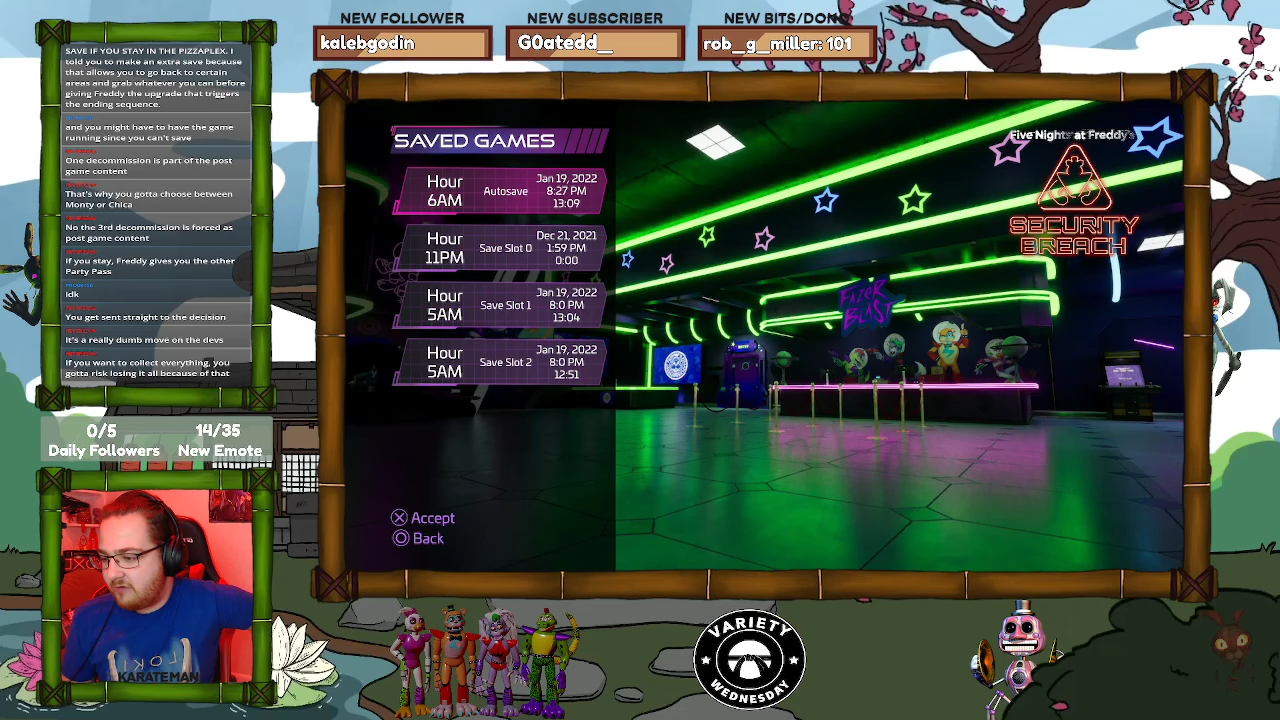 NEW FOLLOWER
kalebgodin
NEW SUBSCRIBER
G0atedd_
NEW BITS/DONO
rob_g_miller: 101
SAVE IF YOU STAY IN THE PIZZAPLEX. I
told you to make an extra save because
that allows you to go back to certain
areas and grab whatever you can before
giving Freddy the upgrade that triggers
the ending sequence.
and you might have to have the game
running since you can't save
One decommission is part of the post
game content
That's why you gotta choose between
Monty or Chica
No the 3rd decommission is forced as
post game content
If you stay, Freddy gives you the other
Party Pass
idk
You get sent straight to the decision
It's a really dumb move on the devs
If you want to collect everything, you
gotta risk losing it all because of that
0/5
Daily Followers
14/35
New Emote
SAVED GAMES
Hour
6AM
Autosave
Jan 19, 2022
8:27 PM
13:09
Hour
11PM
Save Slot 0
Dec 21, 2021
1:59 PM
0:00
Hour
5AM
Save Slot 1
Jan 19, 2022
8:0 PM
13:04
Hour
5AM
Save Slot 2
Jan 19, 2022
8:0 PM
12:51
Accept
Back
Five Nights at Freddy's
SECURITY
BREACH
FAZER
BLAST
KARATEMAN
VARIETY
WEDNESDAY